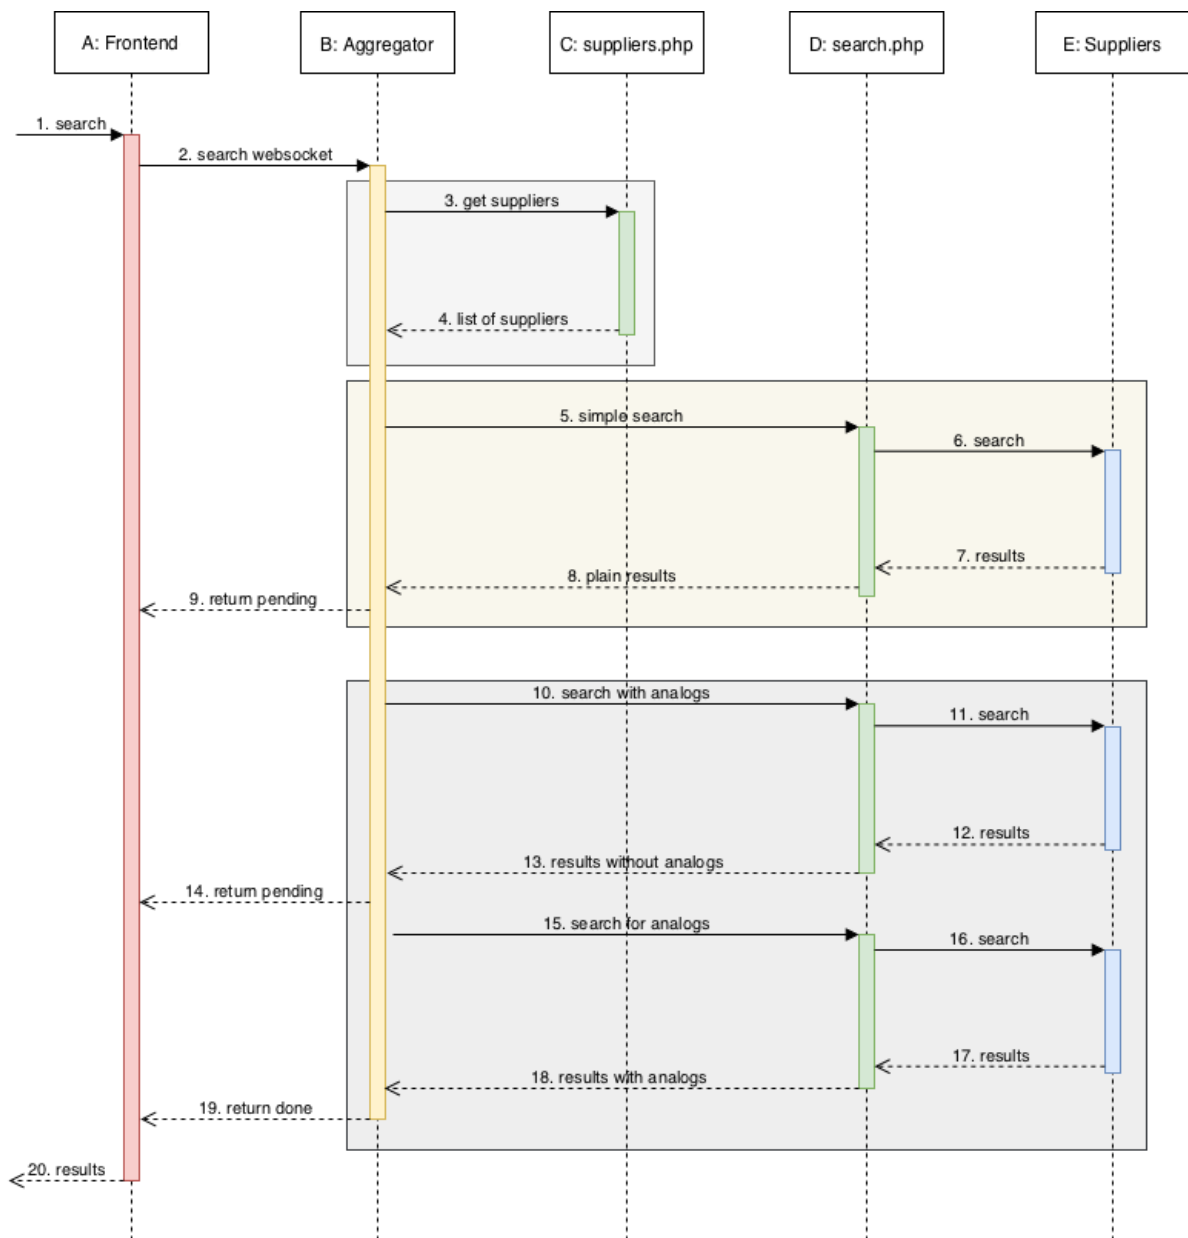 A: Frontend
B: Aggregator
C: suppliers.php
D: search.php
E: Suppliers
1. search
2. search websocket
3. get suppliers
4. list of suppliers
5. simple search
6. search
7. results
8. plain results
9. return pending
10. search with analogs
11. search
12. results
13. results without analogs
14. return pending
15. search for analogs
16. search
17. results
18. results with analogs
19. return done
20. results